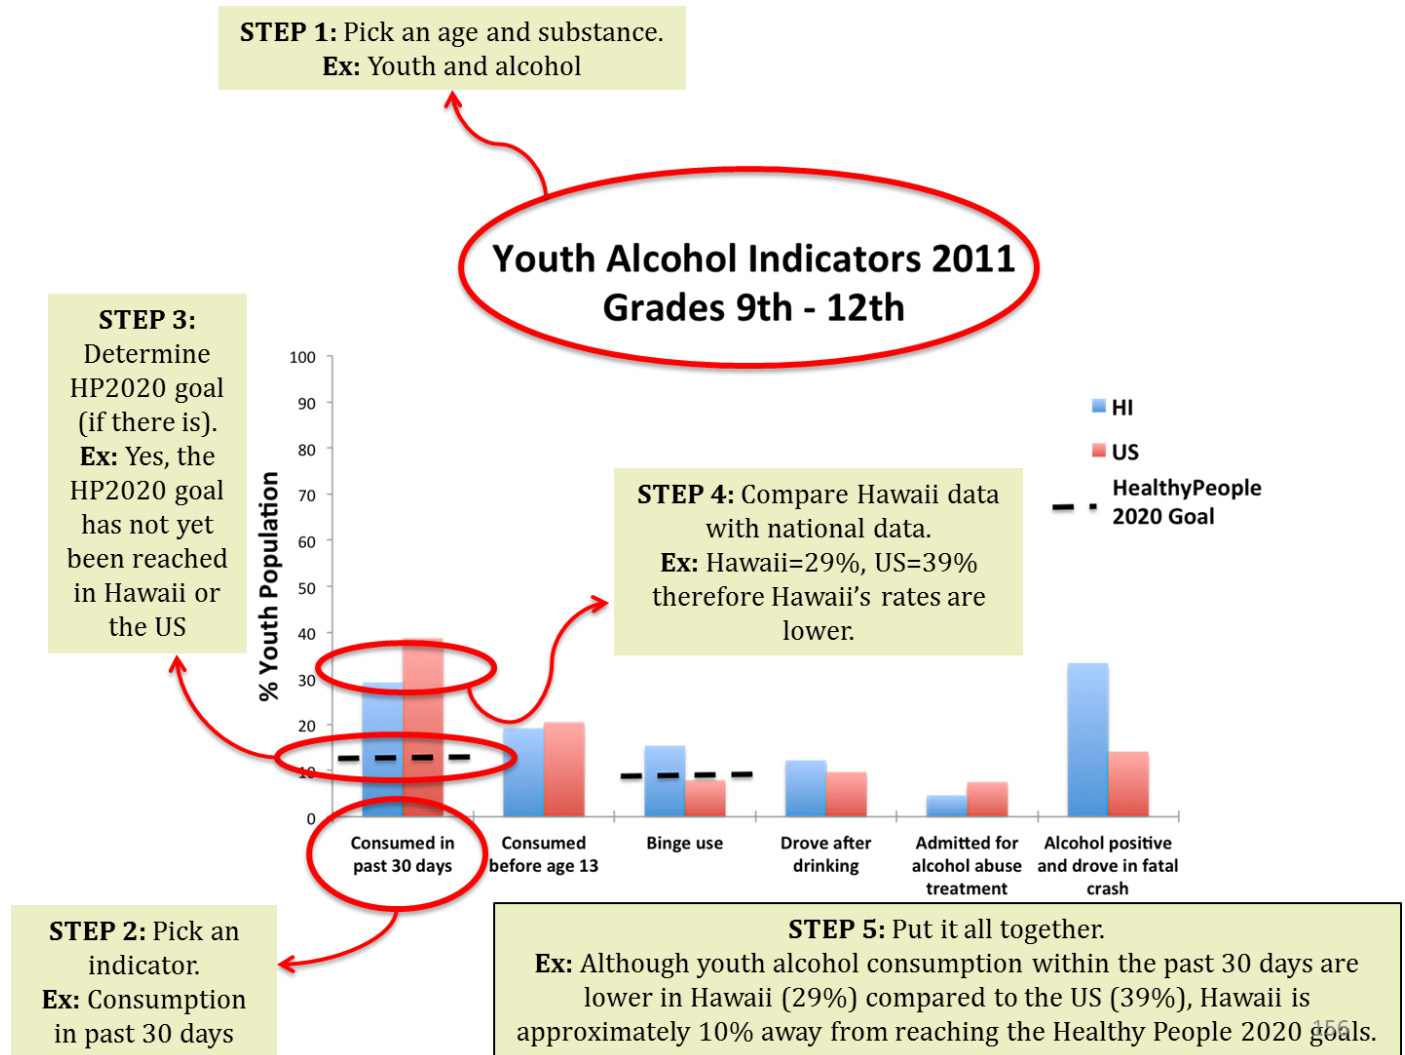 STEP 1: Pick an age and substance.
Ex: Youth and alcohol
Youth Alcohol Indicators 2011
Grades 9th - 12th
STEP 3:
Determine
HP2020 goal
(if there is).
Ex: Yes, the
HP2020 goal
has not yet
been reached
in Hawaii or
the US
% Youth Population
100
90
80
70
60
50
40
30
20
10
0
HI
US
HealthyPeople
2020 Goal
STEP 4: Compare Hawaii data
with national data.
Ex: Hawaii=29%, US=39%
therefore Hawaii’s rates are
lower.
Consumed in
past 30 days
Consumed
before age 13
Binge use
Drove after
drinking
Admitted for
alcohol abuse
treatment
Alcohol positive
and drove in fatal
crash
STEP 2: Pick an
indicator.
Ex: Consumption
in past 30 days
STEP 5: Put it all together.
Ex: Although youth alcohol consumption within the past 30 days are
lower in Hawaii (29%) compared to the US (39%), Hawaii is
approximately 10% away from reaching the Healthy People 2020 goals.
156